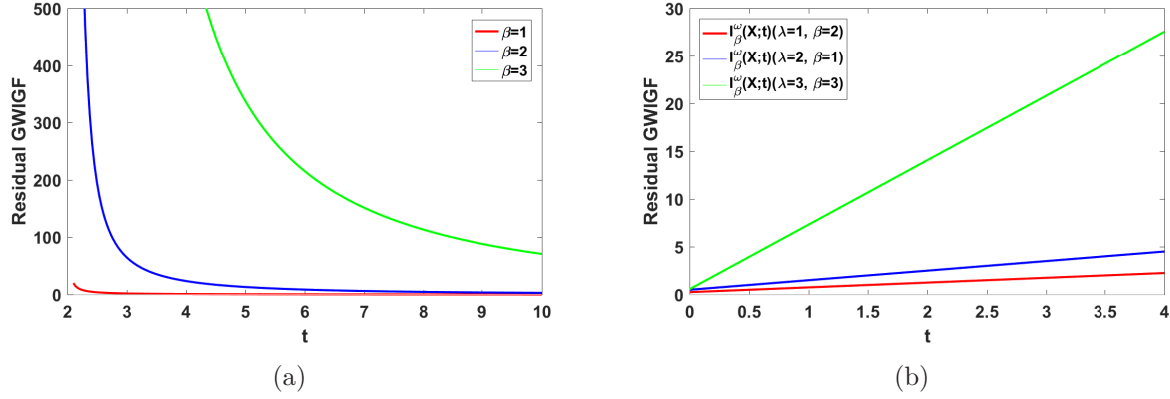 500
400
300
200
100
0
2 3 4 5 6 7 8 9 10
Residual GWIGF
t
β=1
β=2
β=3
(a)
30
25
20
15
10
5
0
0 0.5 1 1.5 2 2.5 3 3.5 4
Residual GWIGF
t
I^ω_β(X;t)(λ=1, β=2)
I^ω_β(X;t)(λ=2, β=1)
I^ω_β(X;t)(λ=3, β=3)
(b)